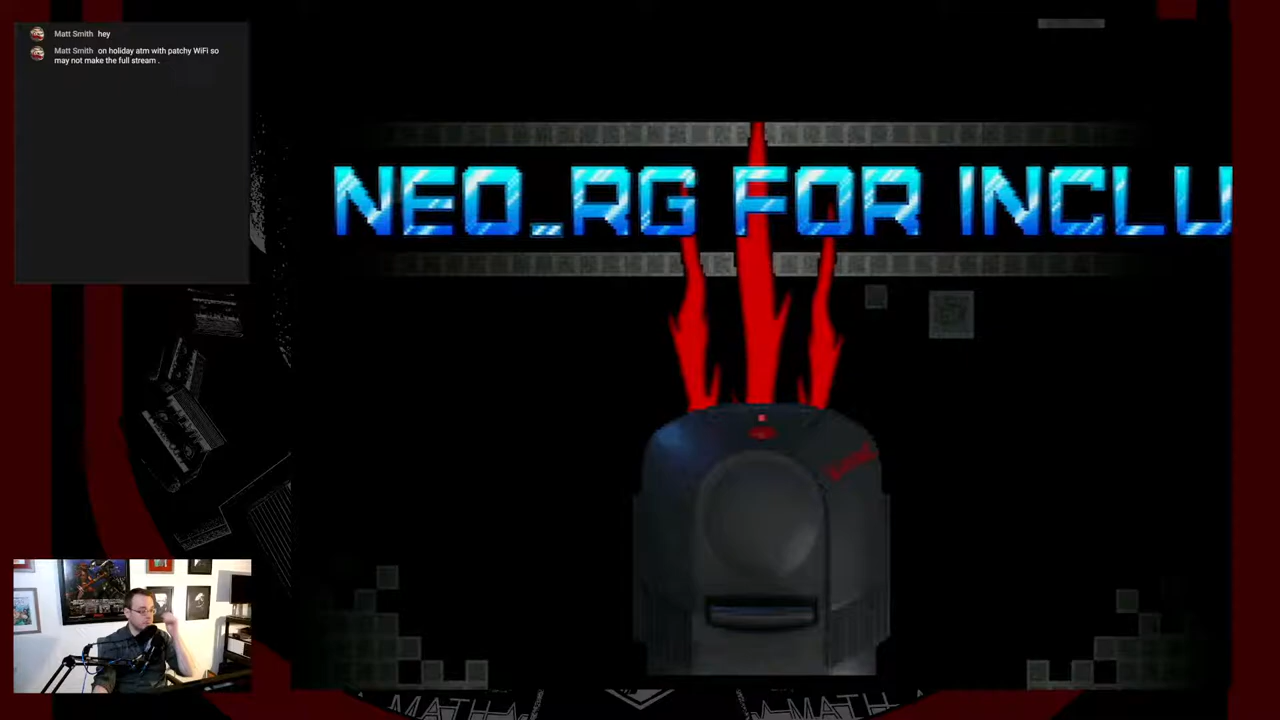 Matt Smith hey
Matt Smith on holiday atm with patchy WiFi so
may not make the full stream .
NEO_RG FOR INCLU